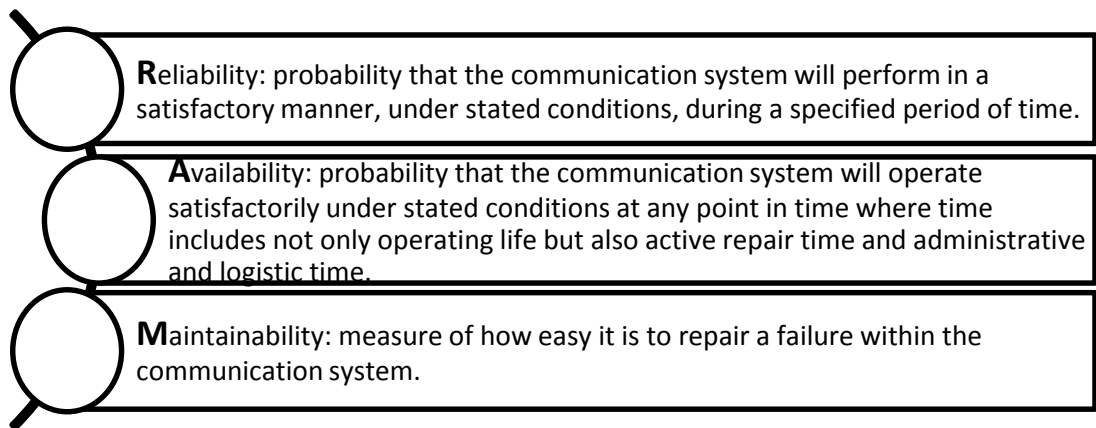 Reliability: probability that the communication system will perform in a
satisfactory manner, under stated conditions, during a specified period of time.
Availability: probability that the communication system will operate
satisfactorily under stated conditions at any point in time where time
includes not only operating life but also active repair time and administrative
and logistic time.
Maintainability: measure of how easy it is to repair a failure within the
communication system.